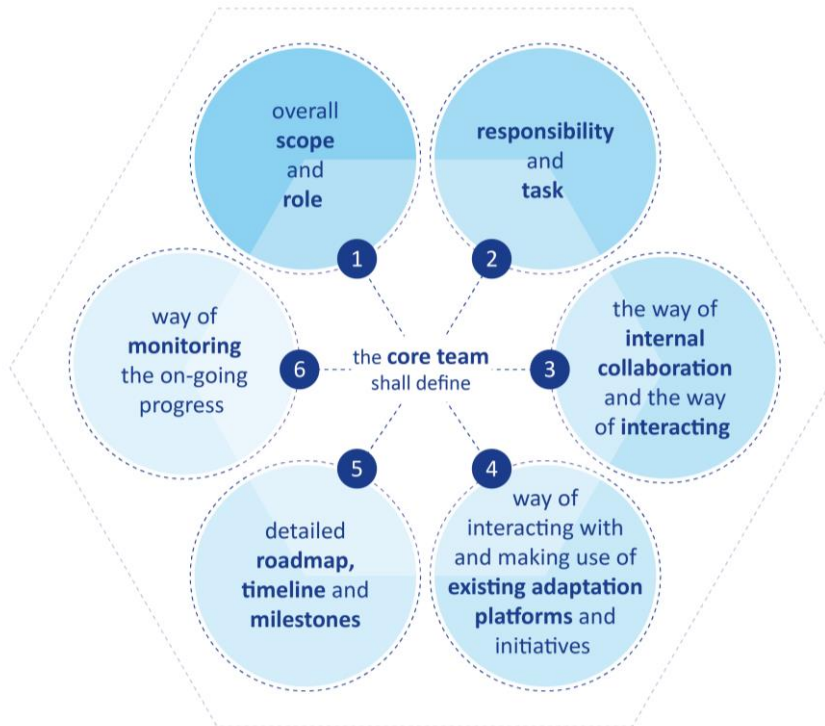 overall
scope
and
role
1
responsibility
and
task
2
the way of
internal
collaboration
and the way
of interacting
3
way of
interacting with
and making use of
existing adaptation
platforms and
initiatives
4
detailed
roadmap,
timeline and
milestones
5
way of
monitoring
the on-going
progress
6
the core team
shall define